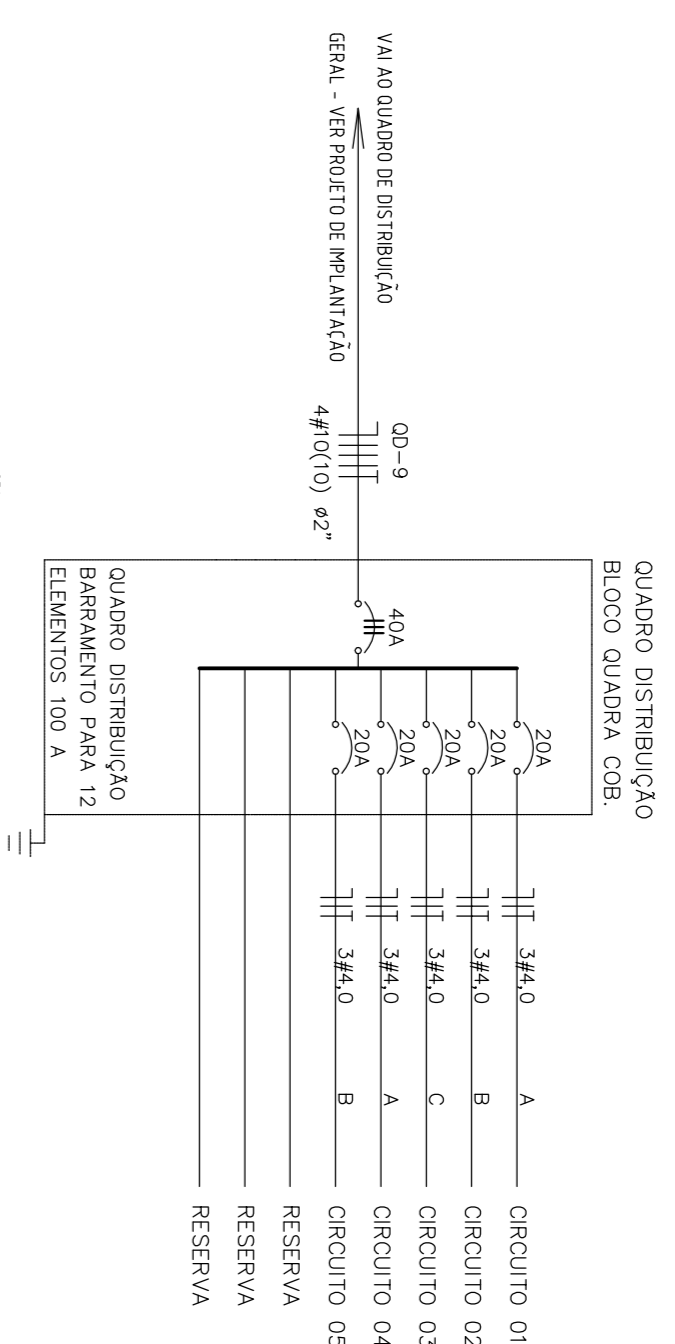 QUADRO DISTRIBUIÇÃO
BLOCO QUADRA COB.
VAI AO QUADRO DE DISTRIBUIÇÃO
GERAL - VER PROJETO DE IMPLANTAÇÃO
QD-9
4#10(10) ø2"
40A
20A
3#4,0
A
CIRCUITO 01
20A
3#4,0
B
CIRCUITO 02
20A
3#4,0
C
CIRCUITO 03
20A
3#4,0
A
CIRCUITO 04
20A
3#4,0
B
CIRCUITO 05
RESERVA
RESERVA
RESERVA
QUADRO DISTRIBUIÇÃO
BARRAMENTO PARA 12
ELEMENTOS 100 A